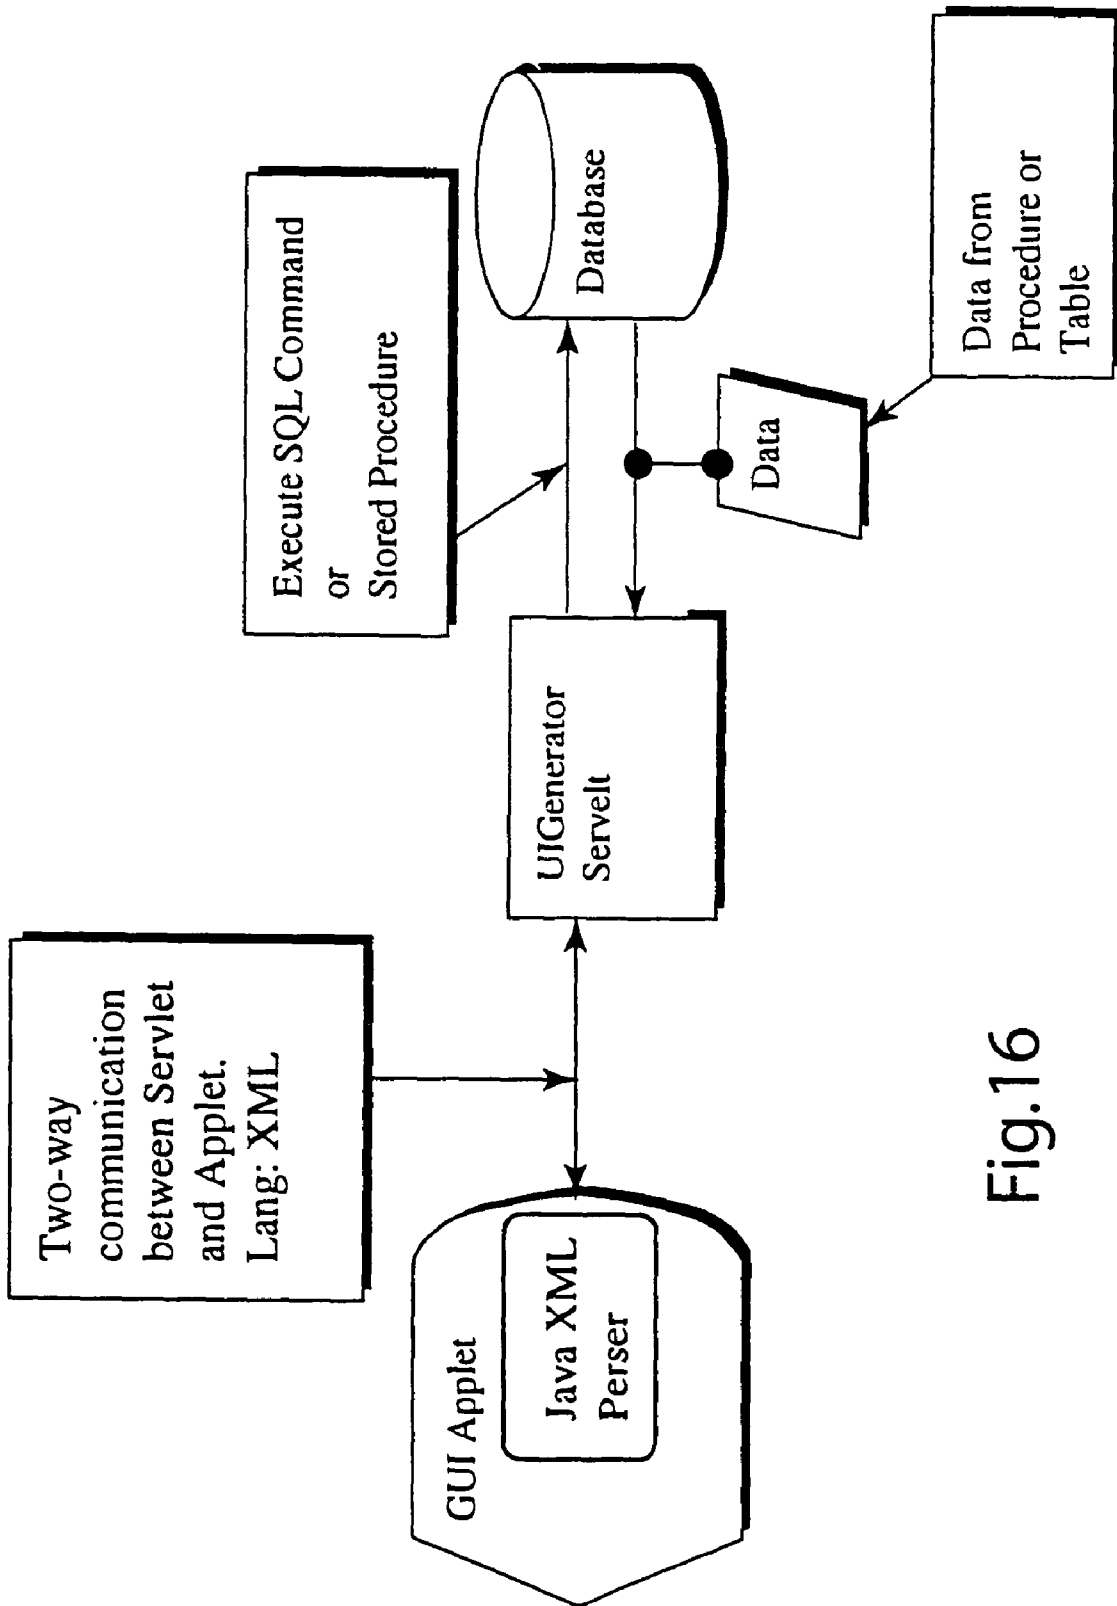 Two-way
communication
between Servlet
and Applet.
Lang: XML
GUI Applet
Java XML
Perser
UIGenerator
Servelt
Execute SQL Command
or
Stored Procedure
Database
Data
Data from
Procedure or
Table
Fig.16